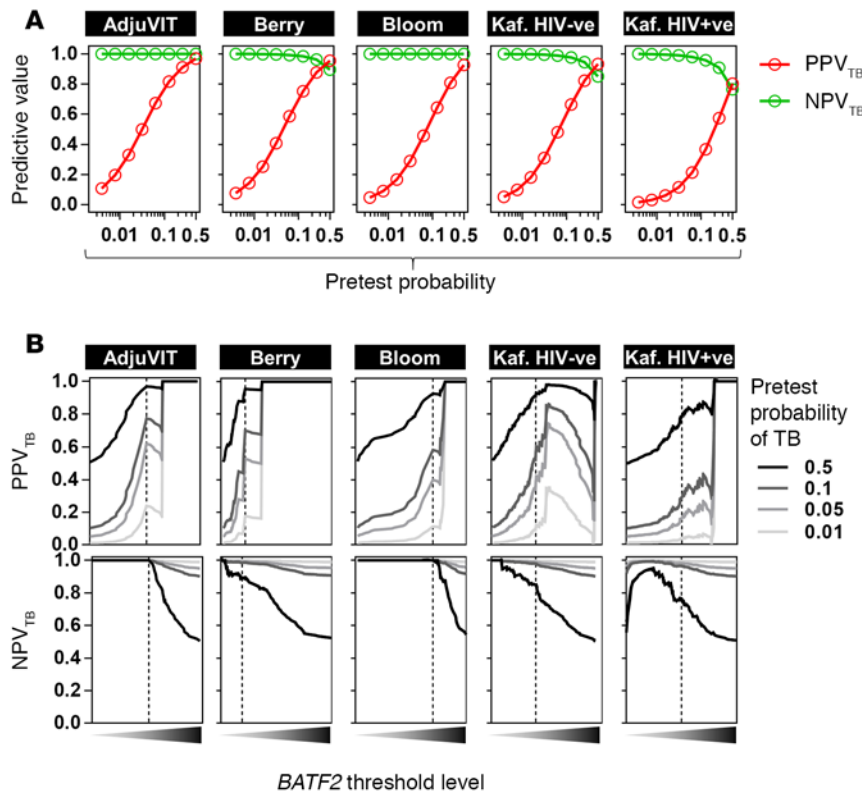 A
AdjuVIT Berry Bloom Kaf. HIV-ve Kaf. HIV+ve
Predictive value
1.0
0.8
0.6
0.4
0.2
0.0
PPVTB
NPVTB
0.01 0.1 0.5 0.01 0.1 0.5 0.01 0.1 0.5 0.01 0.1 0.5 0.01 0.1 0.5
Pretest probability
B
AdjuVIT Berry Bloom Kaf. HIV-ve Kaf. HIV+ve
PPVTB
1.0
0.8
0.6
0.4
0.2
0.0
Pretest
probability
of TB
0.5
0.1
0.05
0.01
NPVTB
1.0
0.8
0.6
0.4
0.2
0.0
BATF2 threshold level